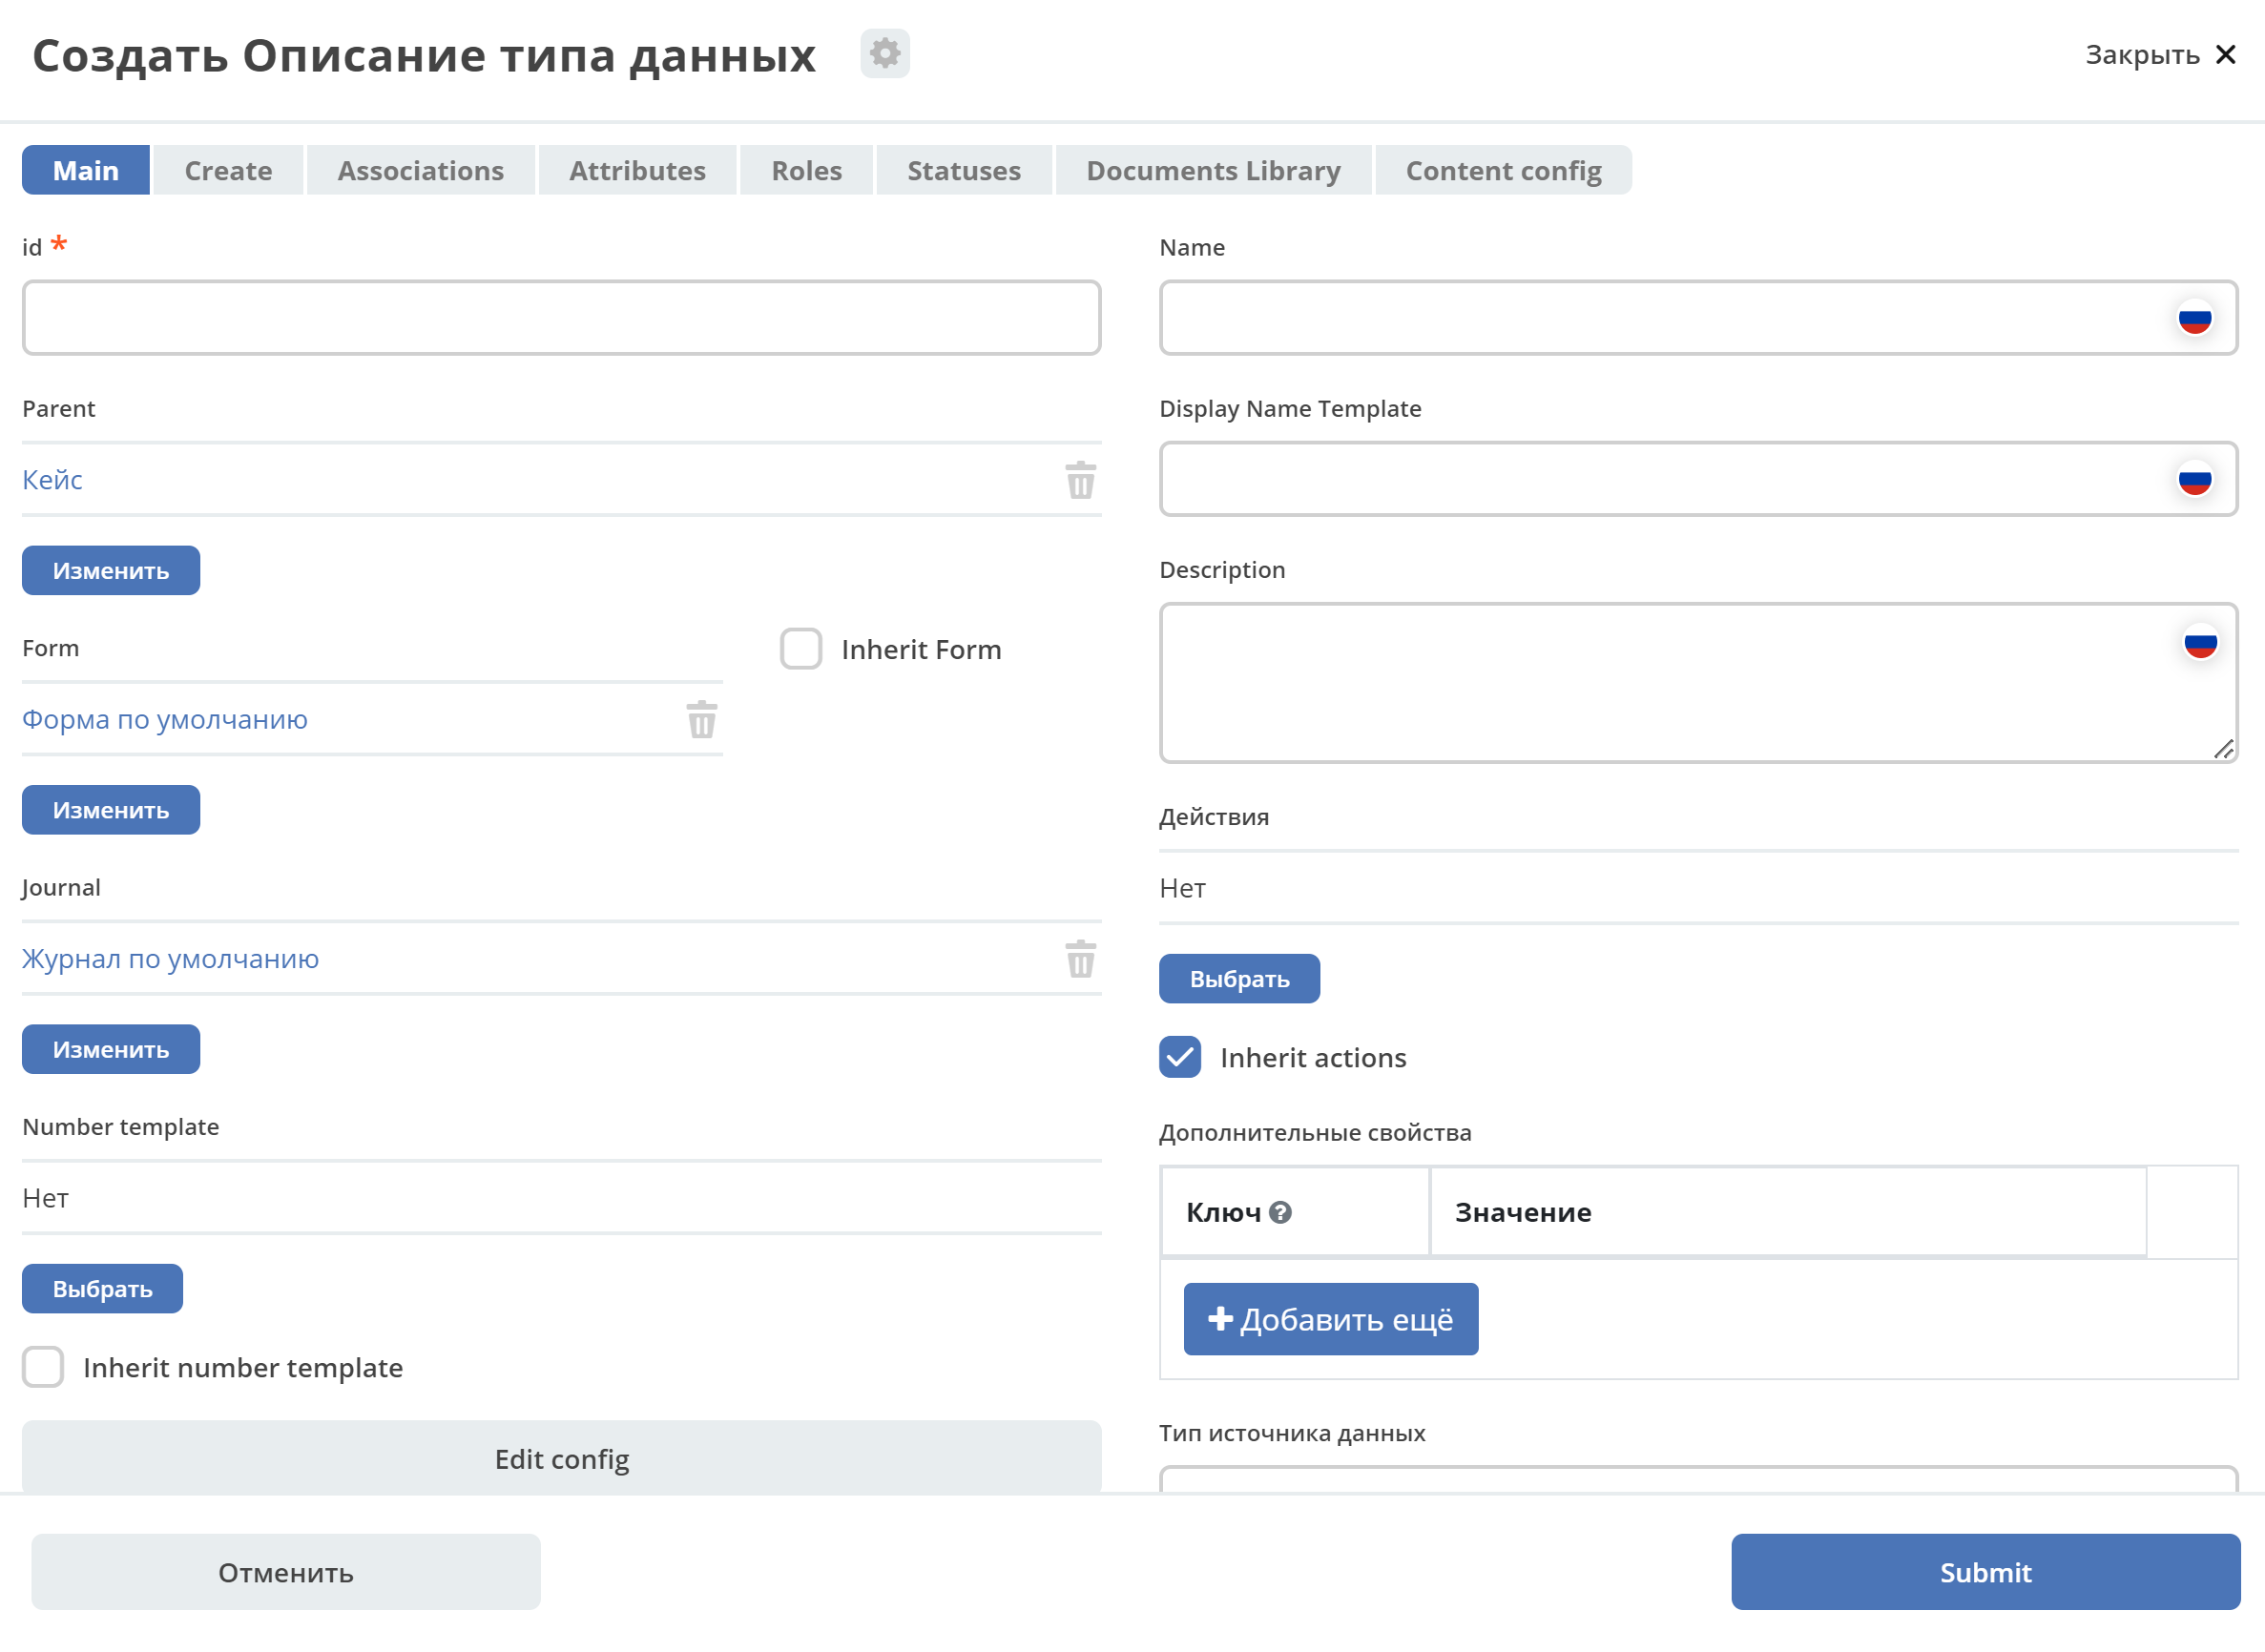 Создать Описание типа данных
Закрыть
Main Create Associations Attributes Roles Statuses Documents Library Content config
id *
Parent
Кейс
Изменить
Form
Inherit Form
Форма по умолчанию
Изменить
Journal
Журнал по умолчанию
Изменить
Number template
Нет
Выбрать
Inherit number template
Edit config
Name
Display Name Template
Description
Действия
Нет
Выбрать
Inherit actions
Дополнительные свойства
Ключ ? Значение
Добавить ещё
Тип источника данных
Отменить
Submit